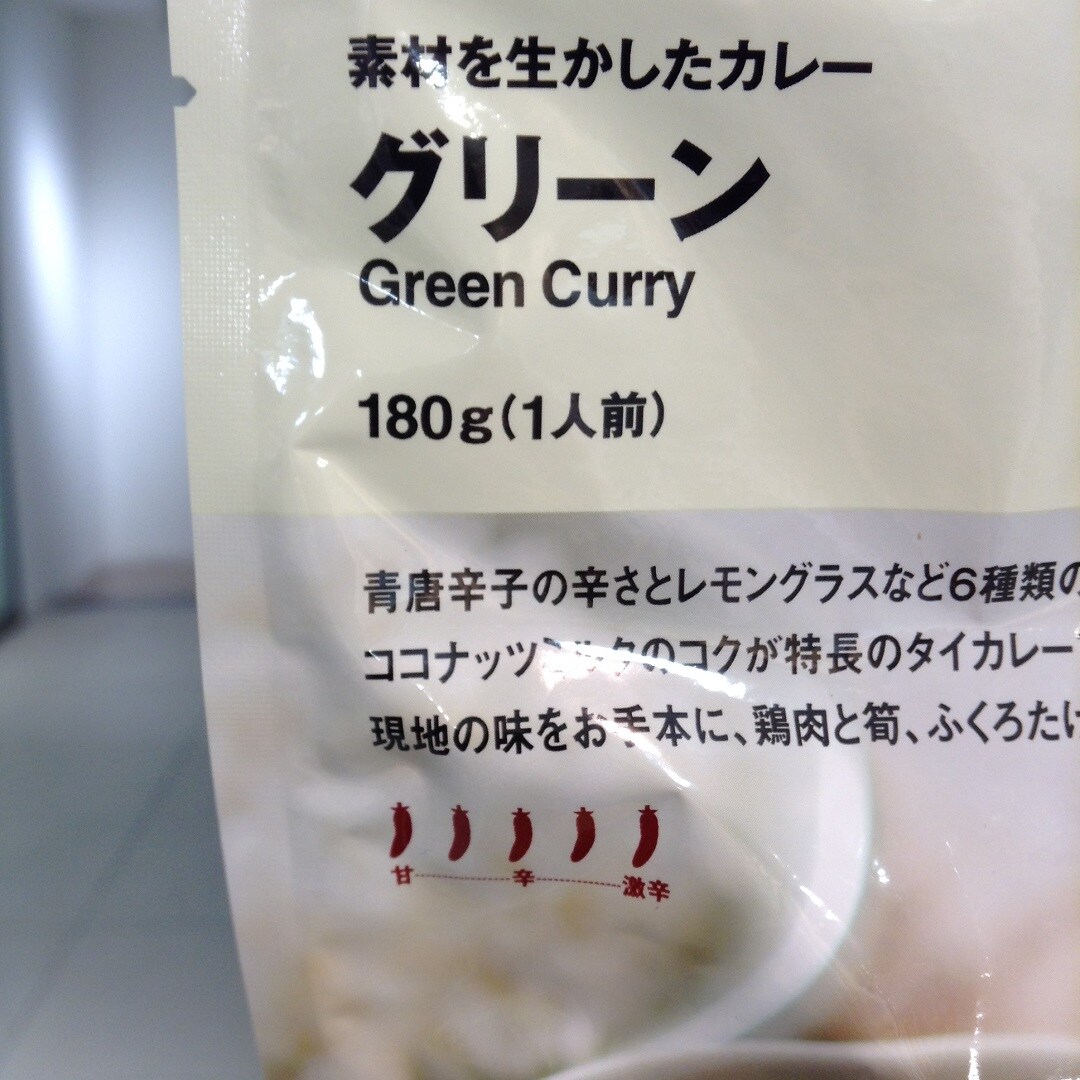 素材を生かしたカレー
グリーン
Green Curry
180g(1人前)
青唐辛子の辛さとレモングラスなど6種類の
ココナッツミルクのコクが特長のタイカレー
現地の味をお手本に、鶏肉と筍、ふくろたけ
甘 辛 激辛